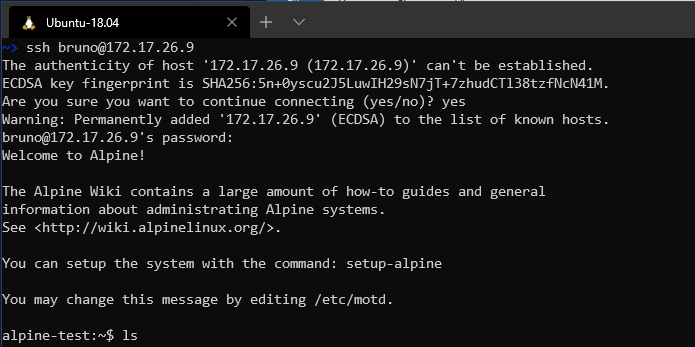 Ubuntu-18.04
~> ssh bruno@172.17.26.9
The authenticity of host '172.17.26.9 (172.17.26.9)' can't be established.
ECDSA key fingerprint is SHA256:5n+0yscu2J5LuwIH29sN7jT+7zhudCTl38tzfNcN41M.
Are you sure you want to continue connecting (yes/no)? yes
Warning: Permanently added '172.17.26.9' (ECDSA) to the list of known hosts.
bruno@172.17.26.9's password:
Welcome to Alpine!
The Alpine Wiki contains a large amount of how-to guides and general
information about administrating Alpine systems.
See <http://wiki.alpinelinux.org/>.
You can setup the system with the command: setup-alpine
You may change this message by editing /etc/motd.
alpine-test:~$ ls